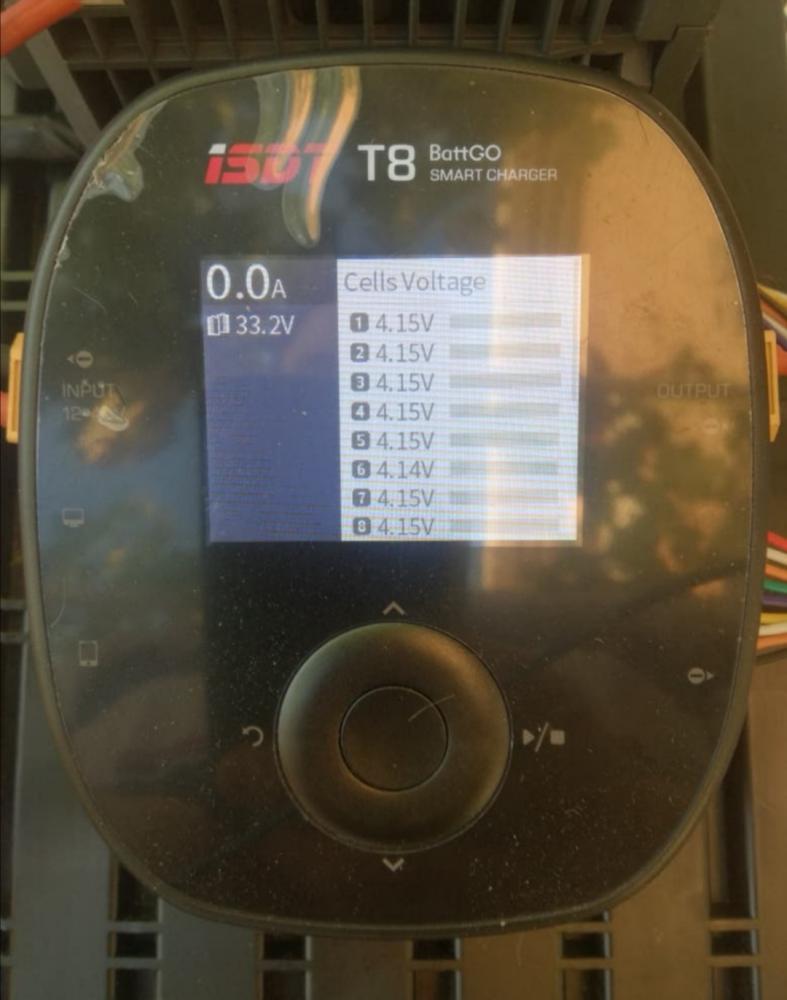 iSDT T8 BattGO
SMART CHARGER
0.0A
33.2V
Cells Voltage
1 4.15V
2 4.15V
3 4.15V
4 4.15V
5 4.15V
6 4.14V
7 4.15V
8 4.15V
INPUT
OUTPUT